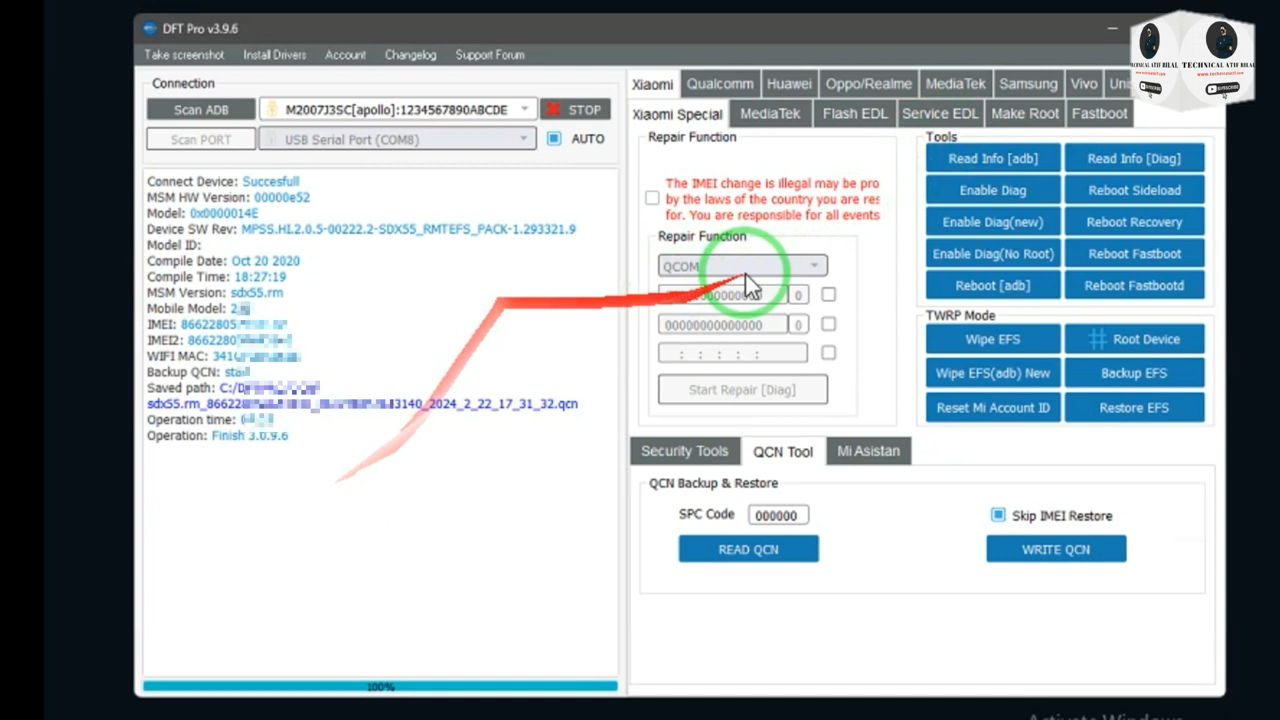 DFT Pro v3.9.6
Take screenshot Install Drivers Account Changelog Support Forum
TECHNICAL ATIF BILAL
Connection
Scan ADB M2007J3SC[apollo]:1234567890ABCDE STOP
Scan PORT USB Serial Port (COM8) AUTO
Connect Device: Succesfull
MSM HW Version: 00000e52
Model: 0x0000014E
Device SW Rev: MPSS.HI.2.0.5-00222.2-SDX55_RMTEFS_PACK-1.293321.9
Model ID:
Compile Date: Oct 20 2020
Compile Time: 18:27:19
MSM Version: sdx55.rm
Mobile Model:
IMEI: 86622805
IMEI2: 8662280
WIFI MAC: 341
Backup QCN:
Saved path: C:/
sdx55.rm_866228 3140_2024_2_22_17_31_32.qcn
Operation time:
Operation: Finish 3.0.9.6
100%
Xiaomi Qualcomm Huawei Oppo/Realme MediaTek Samsung Vivo
Xiaomi Special MediaTek Flash EDL Service EDL Make Root Fastboot
Repair Function
The IMEI change is illegal may be pro
by the laws of the country you are res
for. You are responsible for all events
Repair Function
QCOM
0
00000000000000 0
: : : : :
Start Repair [Diag]
Tools
Read Info [adb] Read Info [Diag]
Enable Diag Reboot Sideload
Enable Diag(new) Reboot Recovery
Enable Diag(No Root) Reboot Fastboot
Reboot [adb] Reboot Fastbootd
TWRP Mode
Wipe EFS Root Device
Wipe EFS(adb) New Backup EFS
Reset Mi Account ID Restore EFS
Security Tools QCN Tool Mi Asistan
QCN Backup & Restore
SPC Code 000000 Skip IMEI Restore
READ QCN WRITE QCN